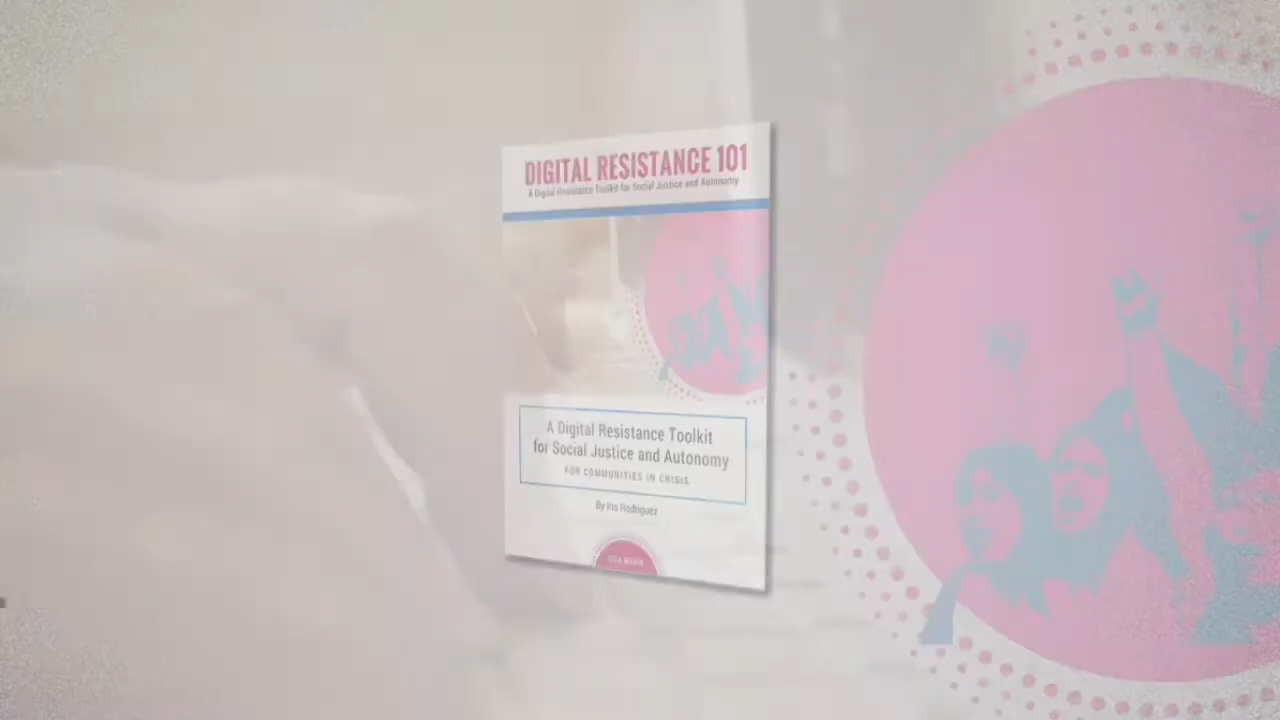 DIGITAL RESISTANCE 101
A Digital Resistance Toolkit for Social Justice and Autonomy
A Digital Resistance Toolkit
for Social Justice and Autonomy
FOR COMMUNITIES IN CRISIS
By Iris Rodriguez